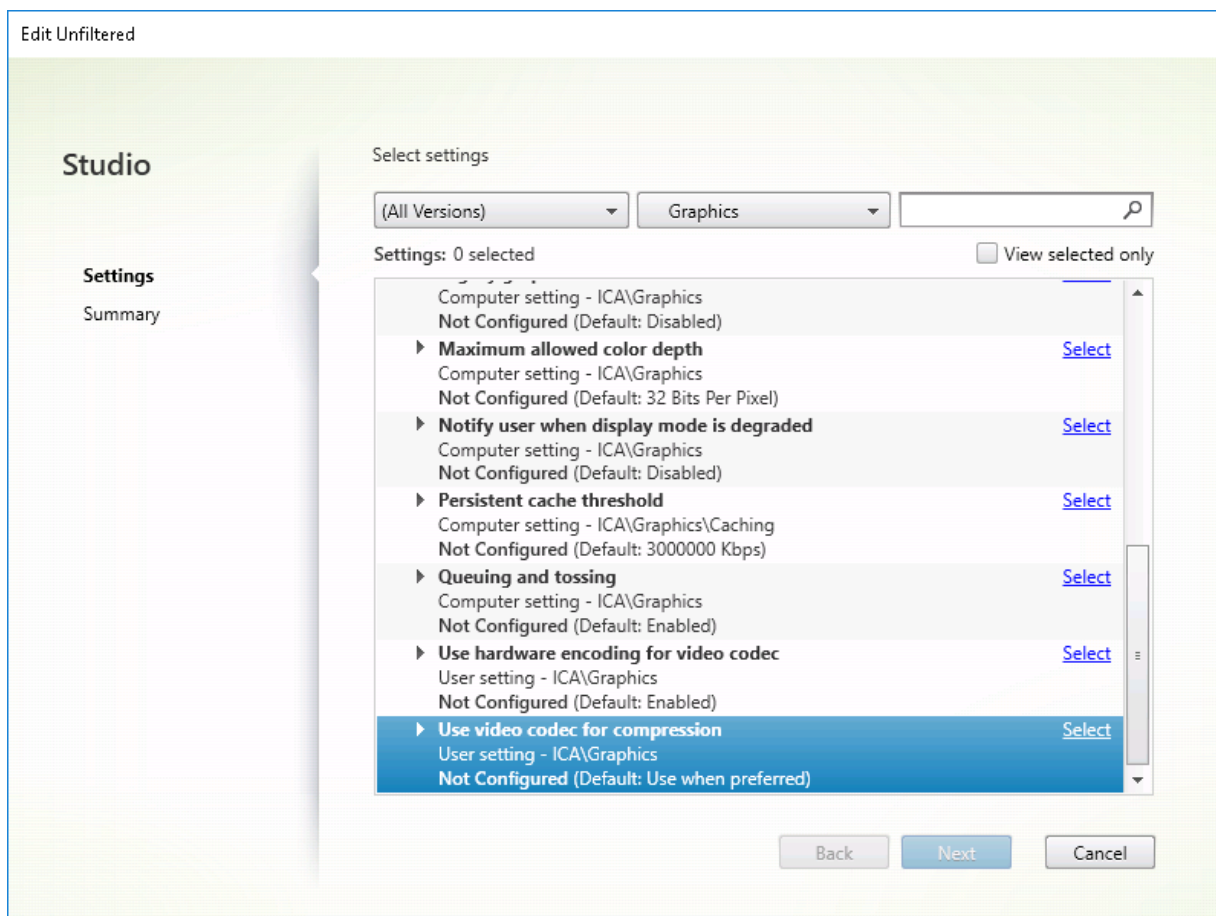 Edit Unfiltered
Studio
Settings
Summary
Select settings
(All Versions) Graphics
Settings: 0 selected View selected only
Computer setting - ICA\Graphics
Not Configured (Default: Disabled)
Maximum allowed color depth Select
Computer setting - ICA\Graphics
Not Configured (Default: 32 Bits Per Pixel)
Notify user when display mode is degraded Select
Computer setting - ICA\Graphics
Not Configured (Default: Disabled)
Persistent cache threshold Select
Computer setting - ICA\Graphics\Caching
Not Configured (Default: 3000000 Kbps)
Queuing and tossing Select
Computer setting - ICA\Graphics
Not Configured (Default: Enabled)
Use hardware encoding for video codec Select
User setting - ICA\Graphics
Not Configured (Default: Enabled)
Use video codec for compression Select
User setting - ICA\Graphics
Not Configured (Default: Use when preferred)
Back Next Cancel